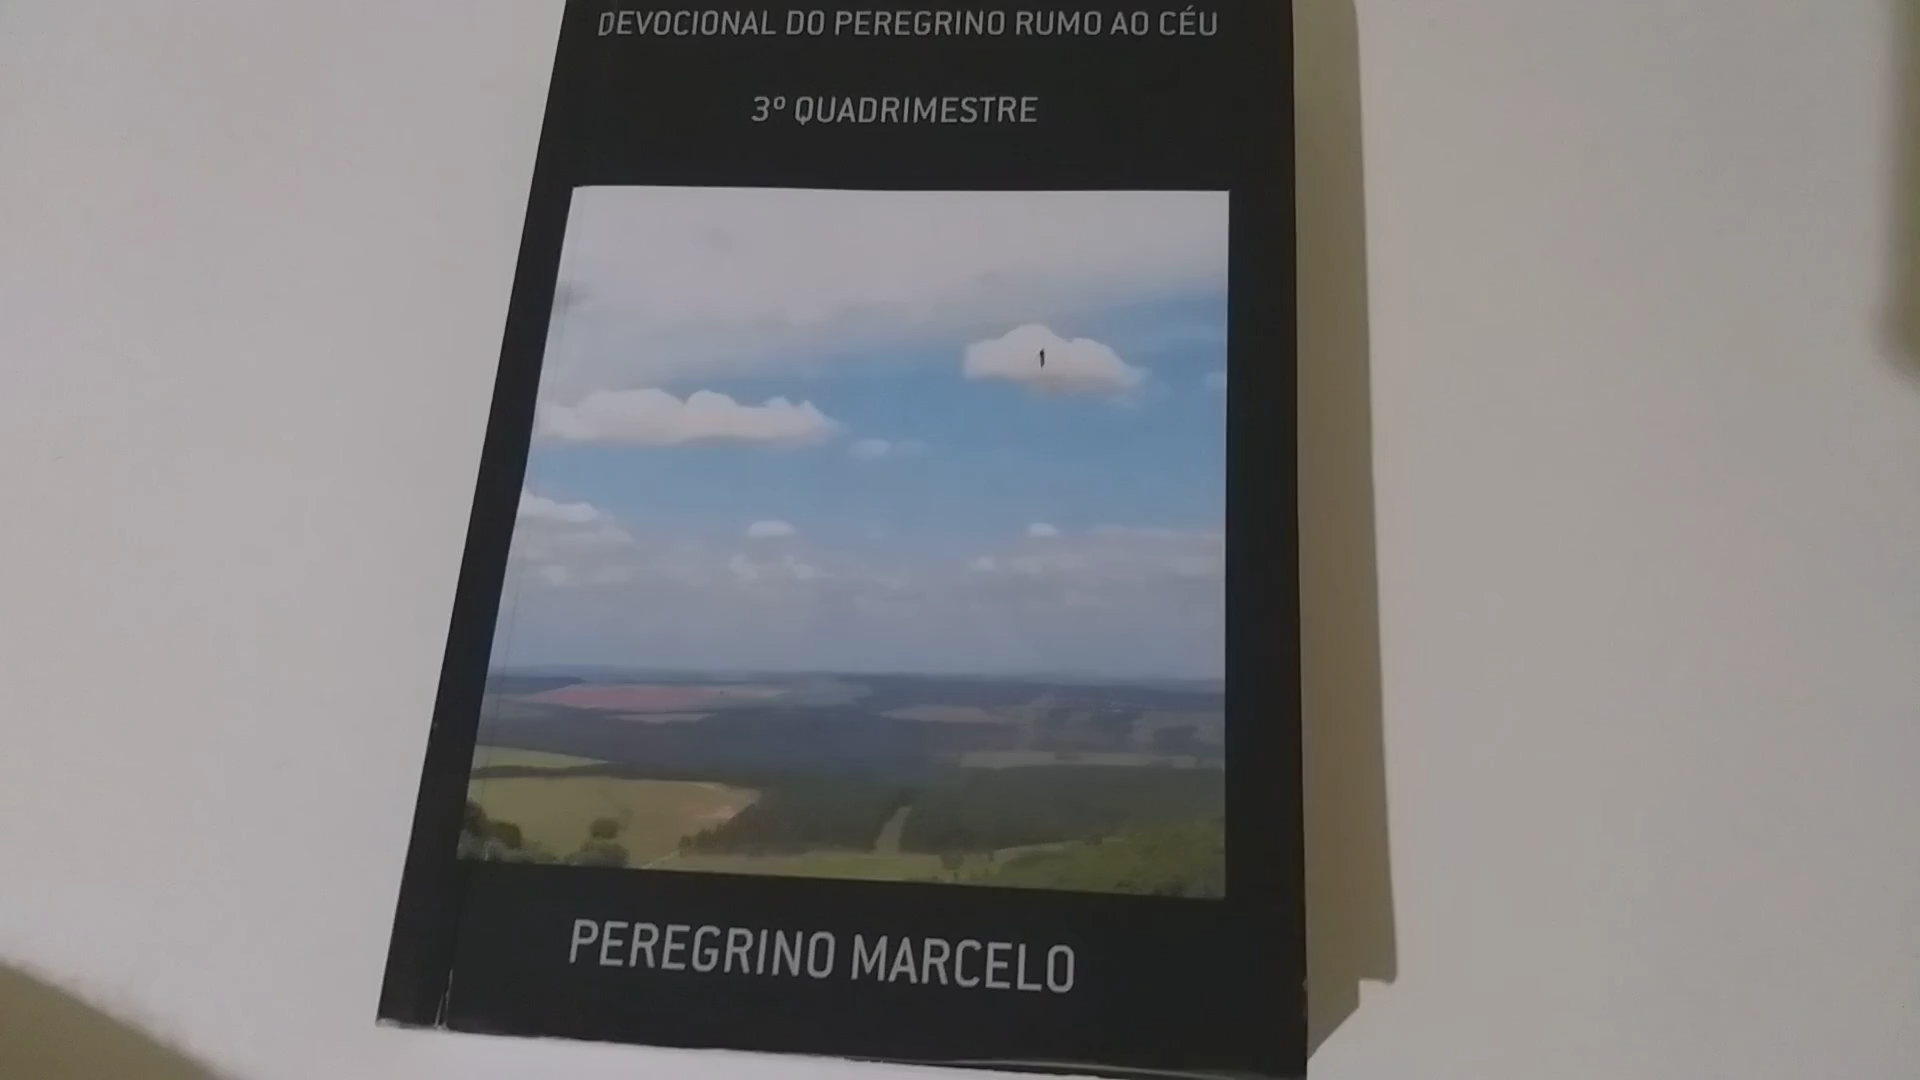 DEVOCIONAL DO PEREGRINO RUMO AO CÉU
3º QUADRIMESTRE
PEREGRINO MARCELO